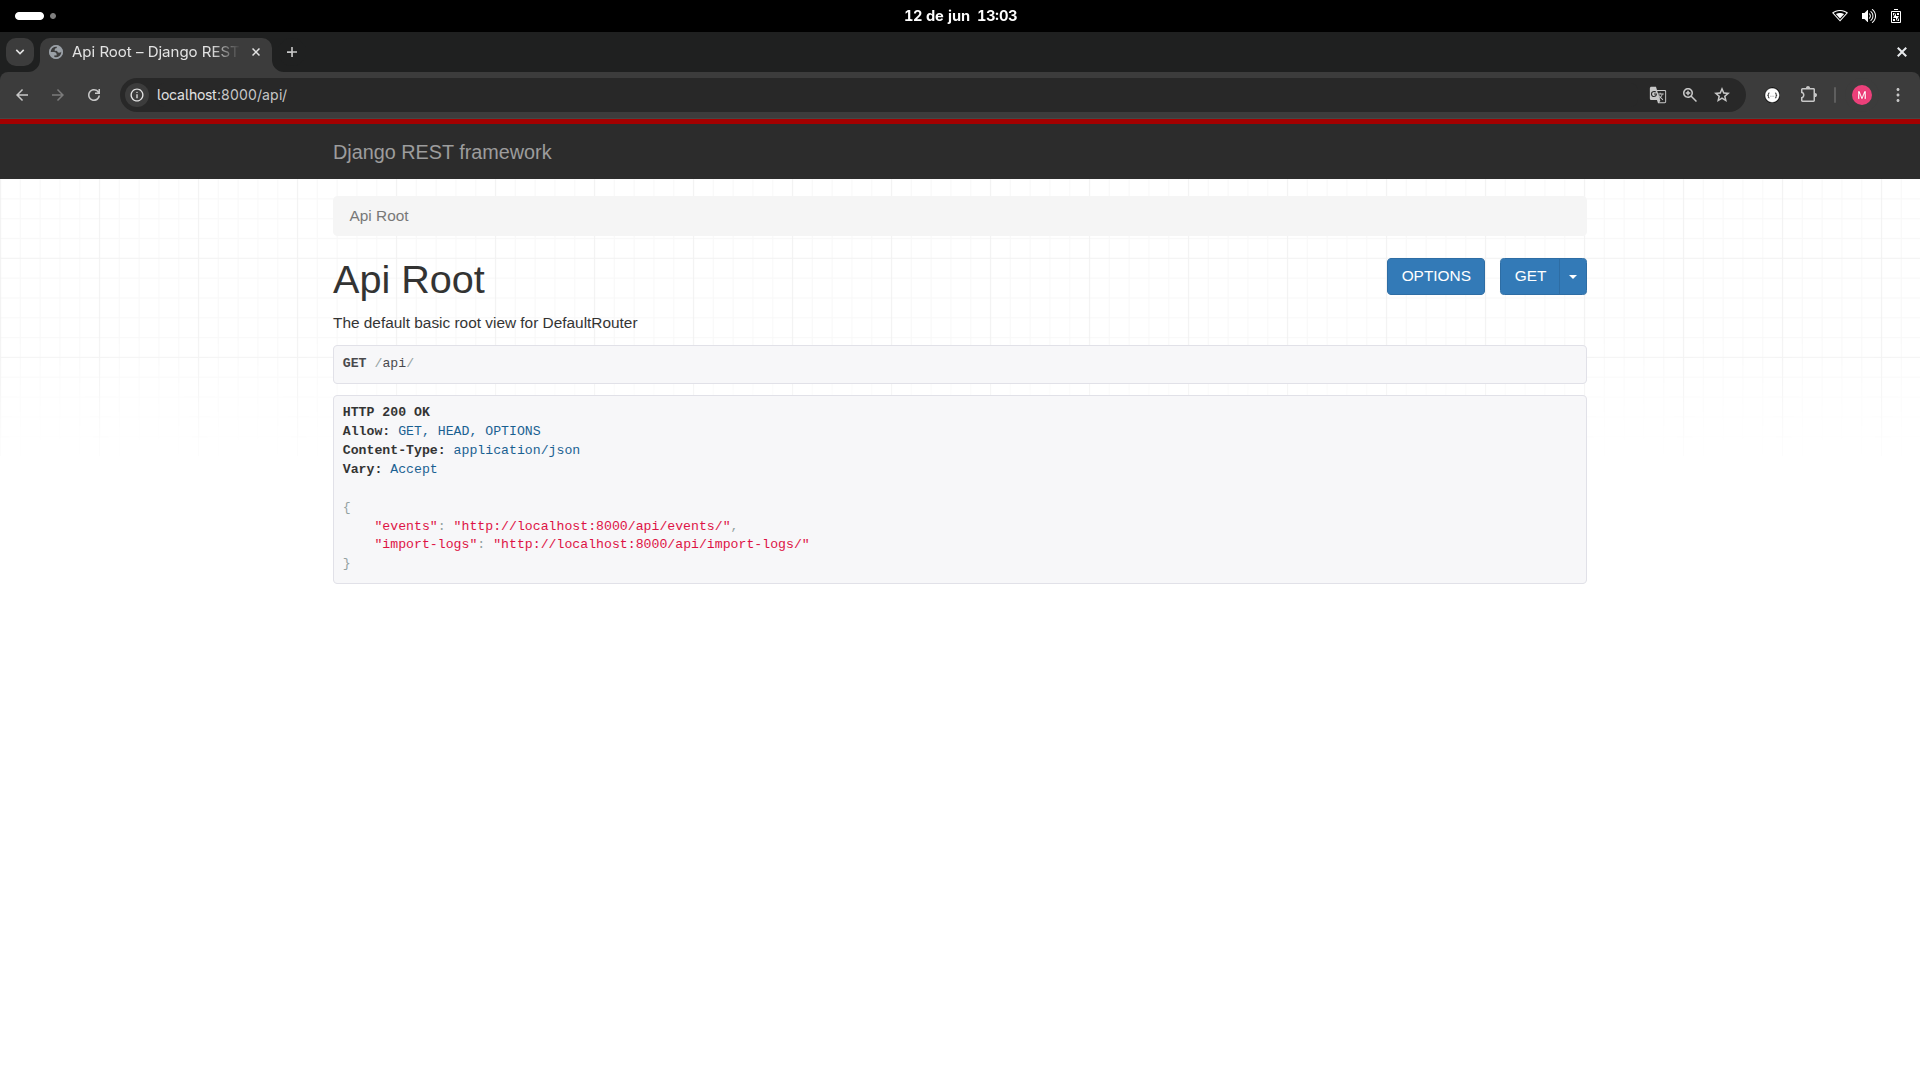 12 de jun 13:03
Api Root – Django REST
localhost:8000/api/
M
Django REST framework
Api Root
Api Root
OPTIONS
GET
The default basic root view for DefaultRouter
GET /api/
HTTP 200 OK
Allow: GET, HEAD, OPTIONS
Content-Type: application/json
Vary: Accept
{
    "events": "http://localhost:8000/api/events/",
    "import-logs": "http://localhost:8000/api/import-logs/"
}